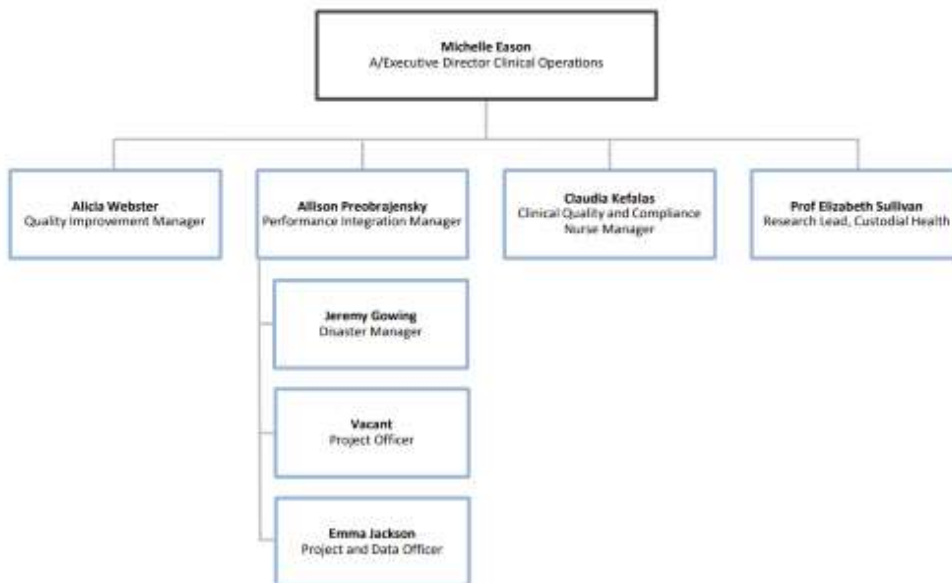 Michelle Eason
A/Executive Director Clinical Operations
Alicia Webster
Quality Improvement Manager
Allison Preobrajensky
Performance Integration Manager
Claudia Kefalas
Clinical Quality and Compliance
Nurse Manager
Prof Elizabeth Sullivan
Research Lead, Custodial Health
Jeremy Gowing
Disaster Manager
Vacant
Project Officer
Emma Jackson
Project and Data Officer